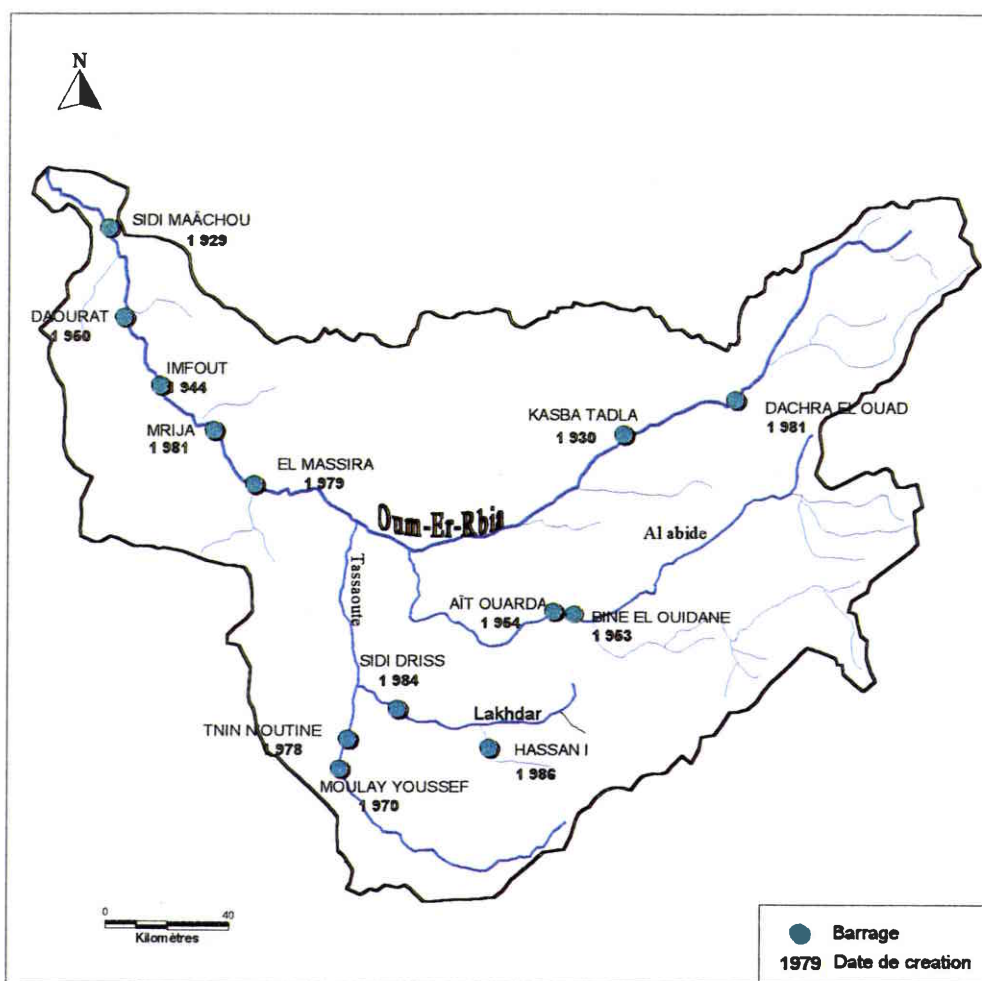 N
SIDI MAÂCHOU
1 929
DAOURAT
1 950
IMFOUT
1 944
MRIJA
1 981
EL MASSIRA
1 979
KASBA TADLA
1 930
DACHRA EL OUAD
1 981
Oum-Er-Rbia
Al abide
Tassaoute
AÏT OUARDA
1 954
BINE EL OUIDANE
1 953
SIDI DRISS
1 984
Lakhdar
TNIN N'OUTINE
1 978
HASSAN I
1 986
MOULAY YOUSSEF
1 970
0 40
Kilomètres
Barrage
1979 Date de creation